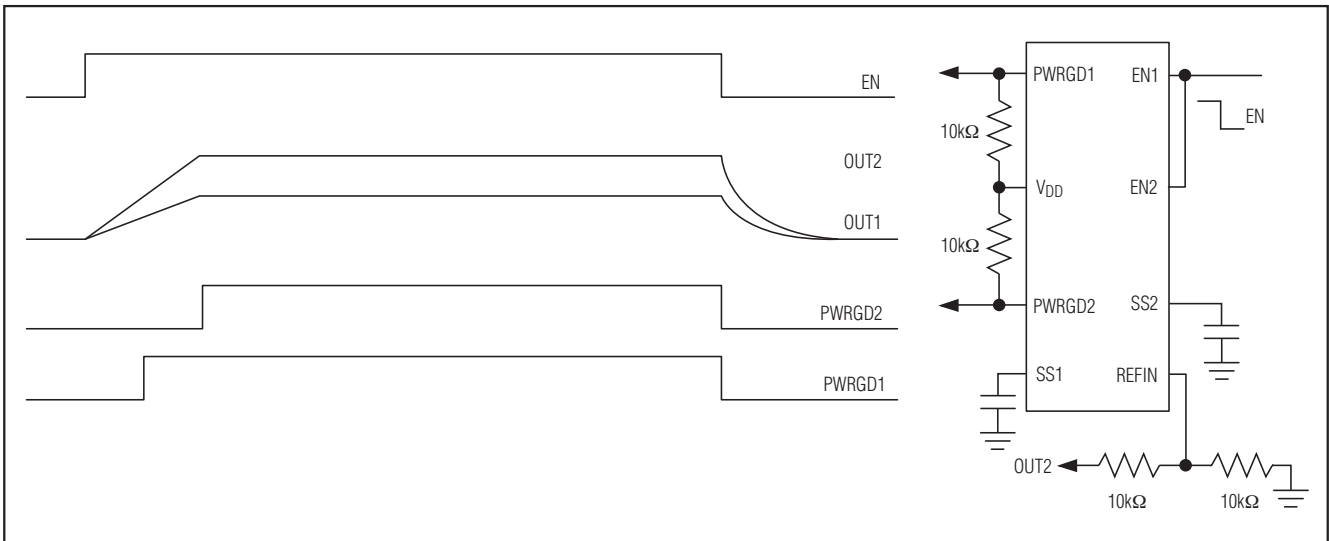 EN
OUT2
OUT1
PWRGD2
PWRGD1
PWRGD1
EN1
10kΩ
EN
VDD
EN2
10kΩ
PWRGD2
SS2
SS1
REFIN
OUT2
10kΩ
10kΩ